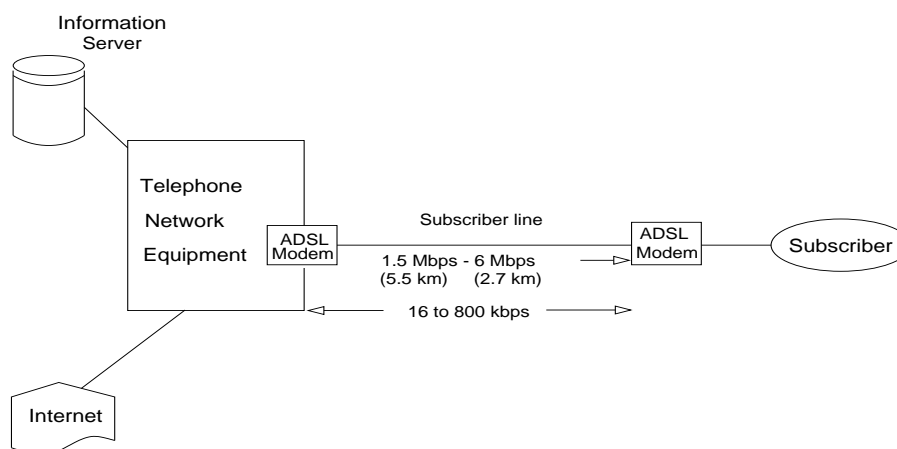 Information
Server
Telephone
Network
Equipment
ADSL
Modem
Subscriber line
1.5 Mbps - 6 Mbps
(5.5 km) (2.7 km)
16 to 800 kbps
ADSL
Modem
Subscriber
Internet